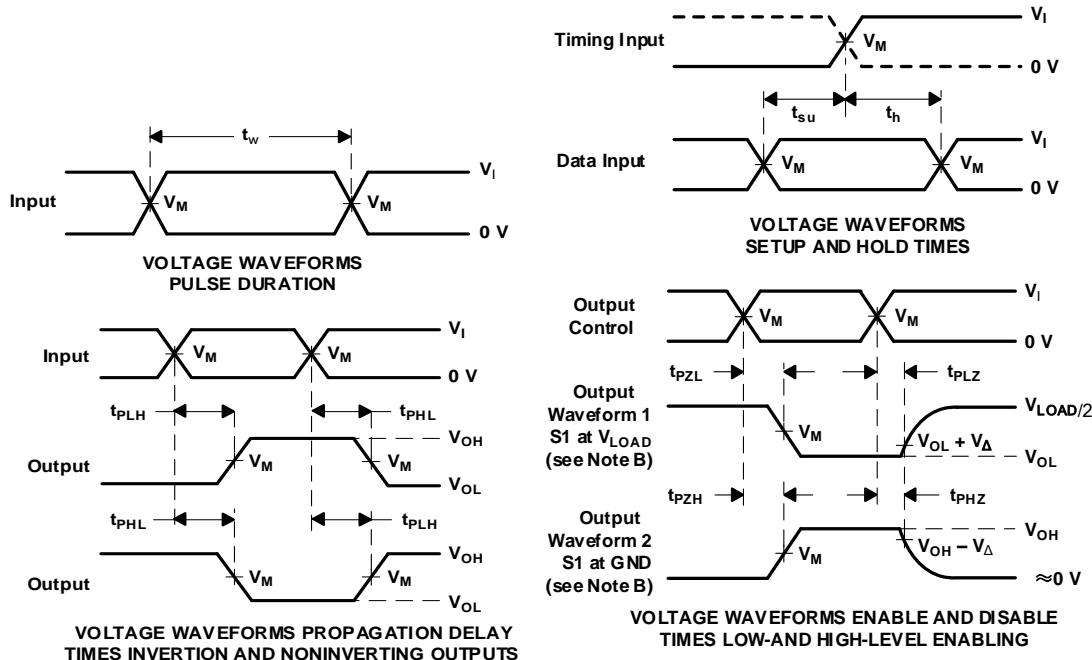 t_w
V_I
Input
V_M
V_M
0 V
VOLTAGE WAVEFORMS
PULSE DURATION
Timing Input
V_I
V_M
0 V
t_su
t_h
Data Input
V_I
V_M
V_M
0 V
VOLTAGE WAVEFORMS
SETUP AND HOLD TIMES
Input
V_I
V_M
V_M
0 V
t_PLH
t_PHL
Output
V_OH
V_M
V_M
V_OL
t_PHL
t_PLH
Output
V_OH
V_M
V_M
V_OL
VOLTAGE WAVEFORMS PROPAGATION DELAY
TIMES INVERTION AND NONINVERTING OUTPUTS
Output
Control
V_I
V_M
V_M
0 V
t_PZL
t_PLZ
Output
Waveform 1
S1 at V_LOAD
(see Note B)
V_LOAD/2
V_M
V_OL + V_Δ
V_OL
t_PZH
t_PHZ
Output
Waveform 2
S1 at GND
(see Note B)
V_OH
V_M
V_OH – V_Δ
≈0 V
VOLTAGE WAVEFORMS ENABLE AND DISABLE
TIMES LOW-AND HIGH-LEVEL ENABLING